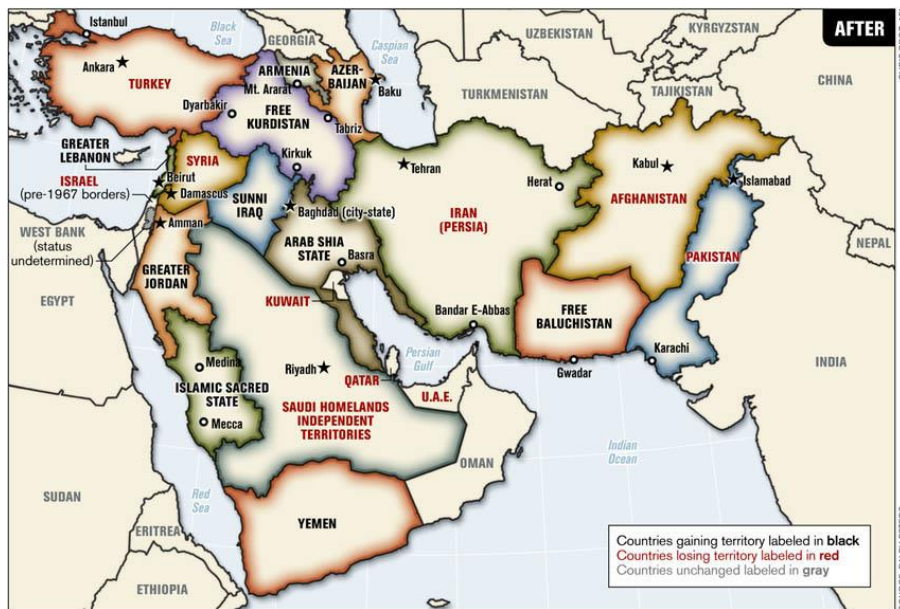 AFTER
Istanbul
Black
Sea
GEORGIA
Caspian
Sea
UZBEKISTAN
KYRGYZSTAN
Ankara
TURKEY
ARMENIA
Mt. Ararat
AZER-
BAIJAN
Baku
TURKMENISTAN
TAJIKISTAN
CHINA
Dyarbakir
FREE
KURDISTAN
Tabriz
GREATER
LEBANON
SYRIA
Kirkuk
Tehran
Herat
Kabul
Islamabad
ISRAEL
(pre-1967 borders)
Beirut
Damascus
SUNNI
IRAQ
Baghdad (city-state)
IRAN
(PERSIA)
AFGHANISTAN
WEST BANK
(status
undetermined)
Amman
ARAB SHIA
STATE
Basra
PAKISTAN
NEPAL
GREATER
JORDAN
EGYPT
KUWAIT
Bandar E-Abbas
FREE
BALUCHISTAN
Karachi
Gwadar
INDIA
Medina
ISLAMIC SACRED
STATE
Mecca
Riyadh
Persian
Gulf
QATAR
U.A.E.
SAUDI HOMELANDS
INDEPENDENT
TERRITORIES
OMAN
Indian
Ocean
SUDAN
Red
Sea
YEMEN
ERITREA
ETHIOPIA
Countries gaining territory labeled in black
Countries losing territory labeled in red
Countries unchanged labeled in gray